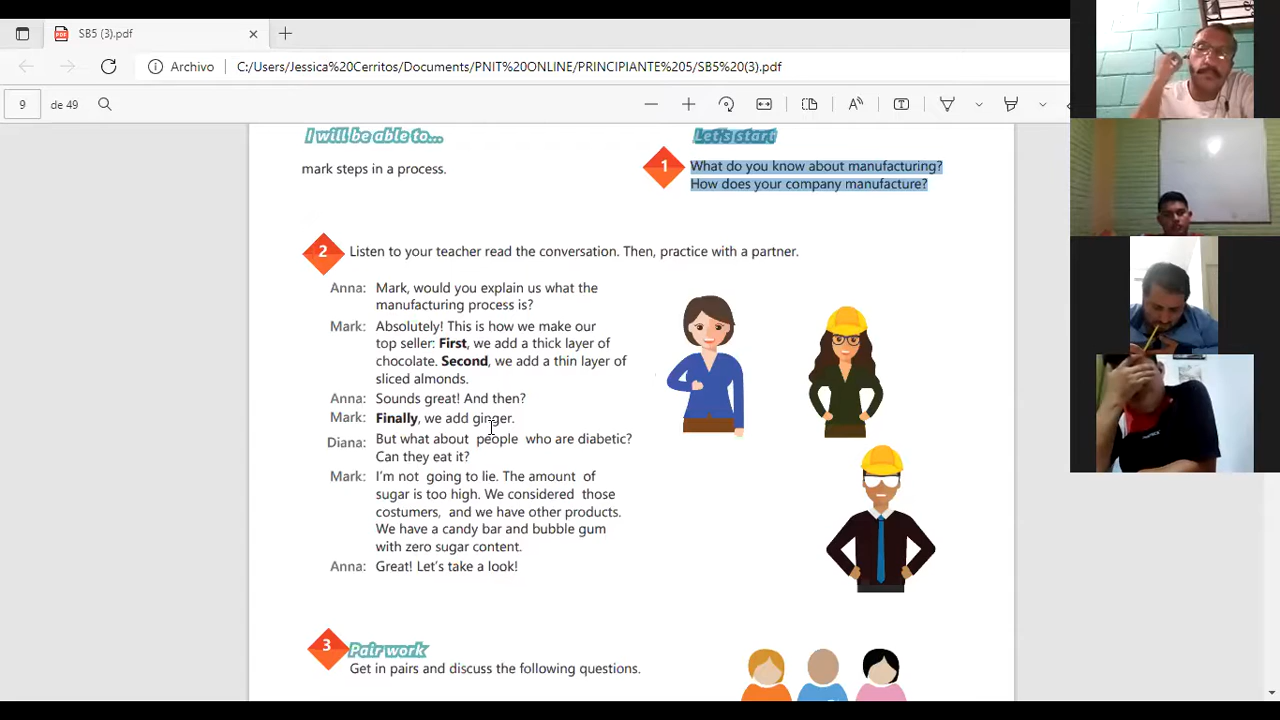 SB5 (3).pdf
Archivo
C:/Users/Jessica%20Cerritos/Documents/PNIT%20ONLINE/PRINCIPIANTE%205/SB5%20(3).pdf
9
de 49
I will be able to...
mark steps in a process.
Let's start
1
What do you know about manufacturing?
How does your company manufacture?
2
Listen to your teacher read the conversation. Then, practice with a partner.
Anna: Mark, would you explain us what the
manufacturing process is?
Mark: Absolutely! This is how we make our
top seller: First, we add a thick layer of
chocolate. Second, we add a thin layer of
sliced almonds.
Anna: Sounds great! And then?
Mark: Finally, we add ginger.
Diana: But what about people who are diabetic?
Can they eat it?
Mark: I'm not going to lie. The amount of
sugar is too high. We considered those
costumers, and we have other products.
We have a candy bar and bubble gum
with zero sugar content.
Anna: Great! Let's take a look!
3
Pair work
Get in pairs and discuss the following questions.